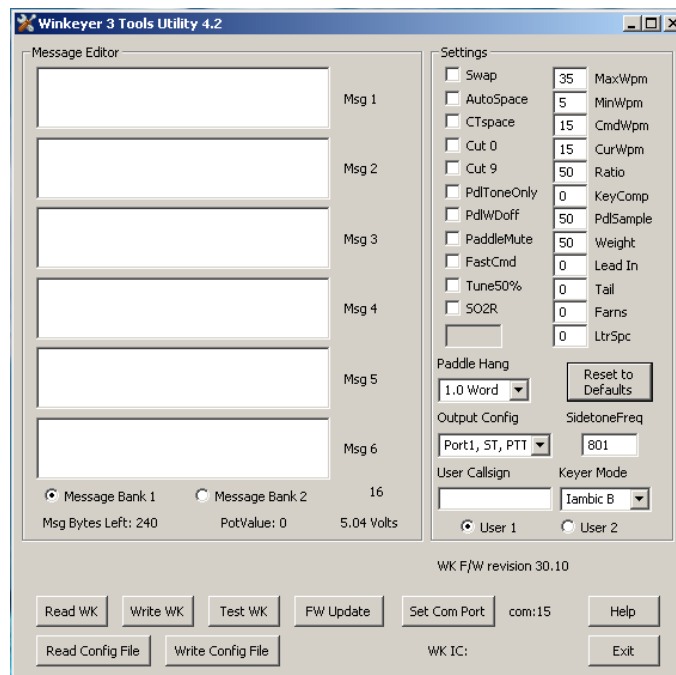 Winkeyer 3 Tools Utility 4.2
Message Editor
Msg 1
Msg 2
Msg 3
Msg 4
Msg 5
Msg 6
Message Bank 1 Message Bank 2 16
Msg Bytes Left: 240 PotValue: 0 5.04 Volts
Settings
Swap 35 MaxWpm
AutoSpace 5 MinWpm
CTspace 15 CmdWpm
Cut 0 15 CurWpm
Cut 9 50 Ratio
PdlToneOnly 0 KeyComp
PdlWDoff 50 PdlSample
PaddleMute 50 Weight
FastCmd 0 Lead In
Tune50% 0 Tail
SO2R 0 Farns
0 LtrSpc
Paddle Hang
1.0 Word
Reset to
Defaults
Output Config SidetoneFreq
Port1, ST, PTT 801
User Callsign Keyer Mode
Iambic B
User 1 User 2
WK F/W revision 30.10
Read WK Write WK Test WK FW Update Set Com Port com:15 Help
Read Config File Write Config File WK IC: Exit